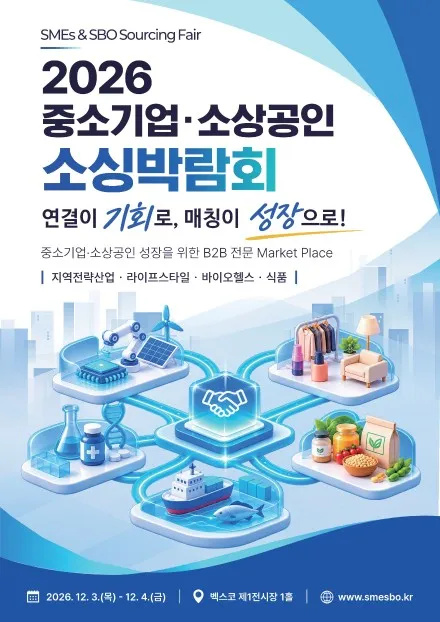 SMEs & SBO Sourcing Fair
2026
중소기업·소상공인
소싱박람회
연결이 기회로, 매칭이 성장으로!
중소기업·소상공인 성장을 위한 B2B 전문 Market Place
지역전략산업 · 라이프스타일 · 바이오헬스 · 식품
2026. 12. 3.(목) - 12. 4.(금) | 벡스코 제1전시장 1홀 | www.smesbo.kr